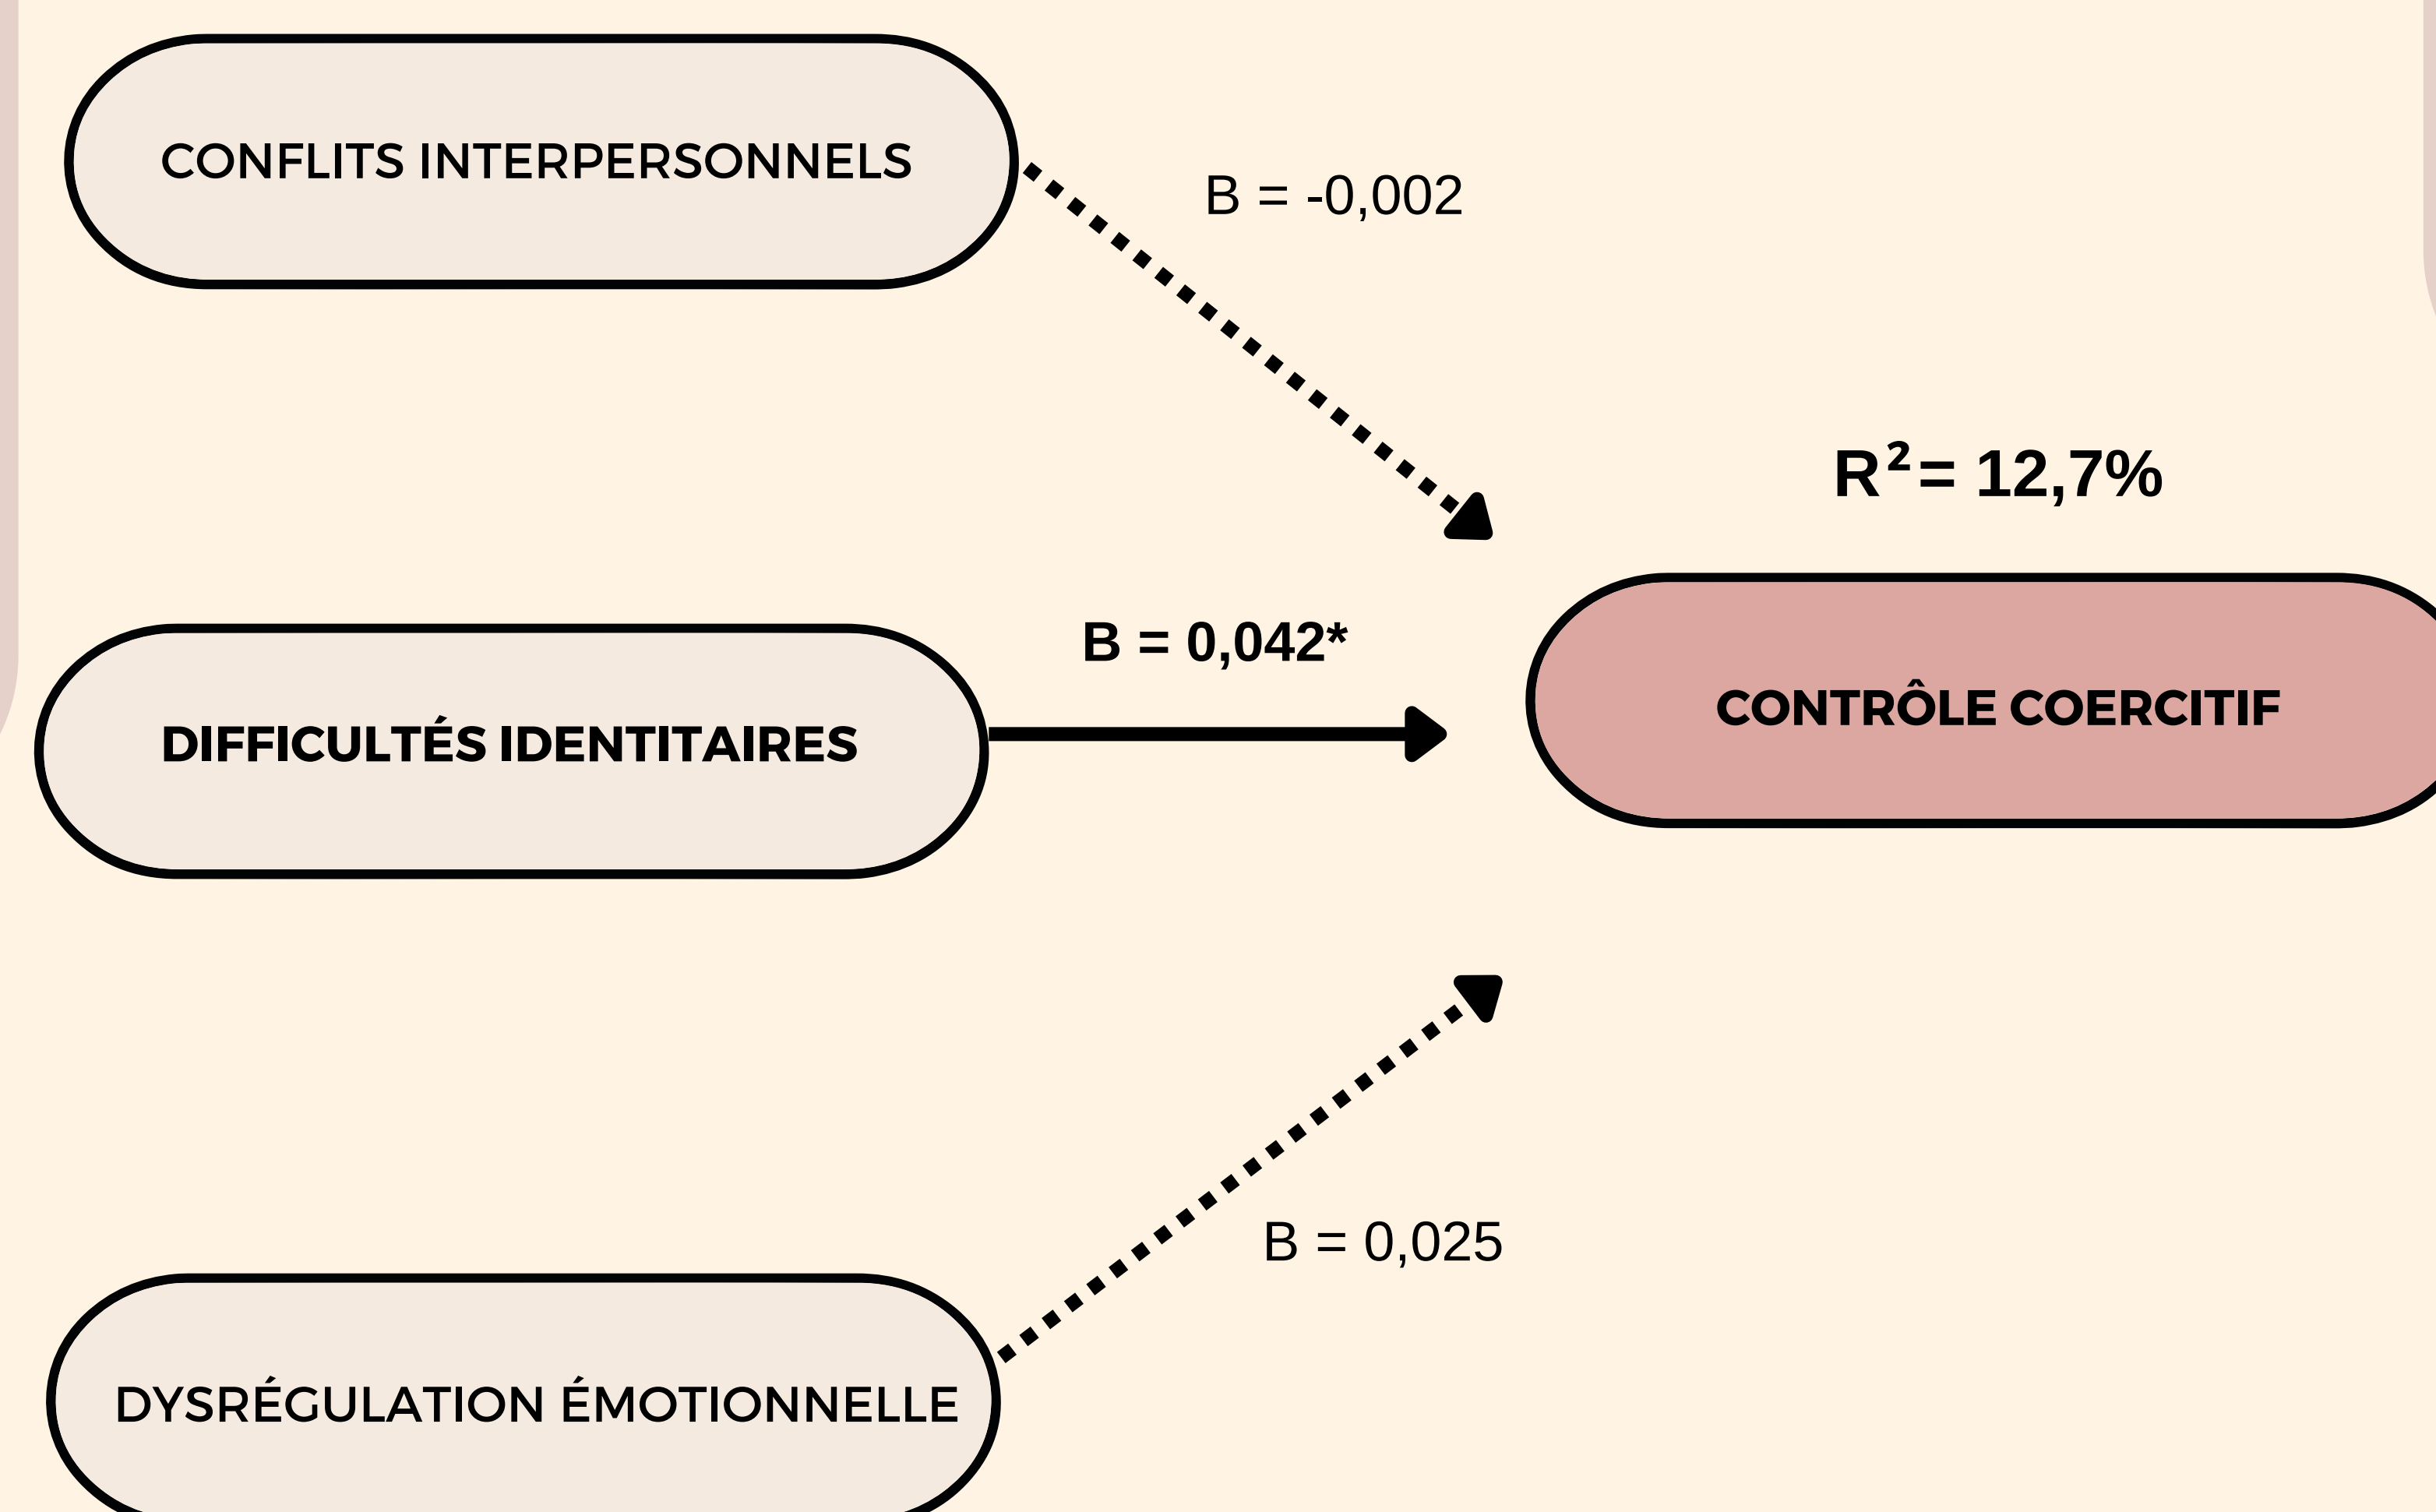 CONFLITS INTERPERSONNELS
B = -0,002
R²= 12,7%
B = 0,042*
DIFFICULTÉS IDENTITAIRES
CONTRÔLE COERCITIF
B = 0,025
DYSRÉGULATION ÉMOTIONNELLE